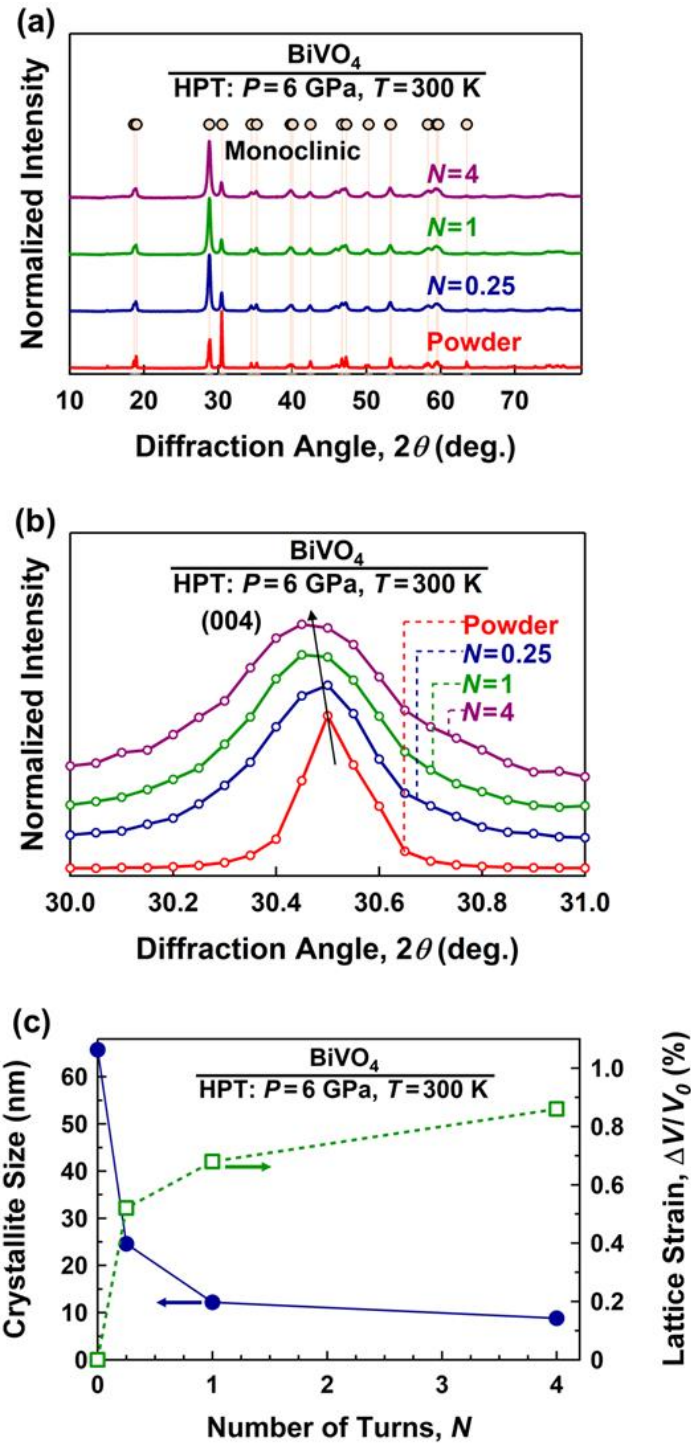 (a)
BiVO4
HPT: P = 6 GPa, T = 300 K
Monoclinic
N=4
N=1
N=0.25
Powder
Normalized Intensity
10 20 30 40 50 60 70
Diffraction Angle, 2θ (deg.)
(b)
BiVO4
HPT: P = 6 GPa, T = 300 K
(004)
Powder
N=0.25
N=1
N=4
Normalized Intensity
30.0 30.2 30.4 30.6 30.8 31.0
Diffraction Angle, 2θ (deg.)
(c)
BiVO4
HPT: P = 6 GPa, T = 300 K
Crystallite Size (nm)
60
50
40
30
20
10
0
Lattice Strain, ΔV/V0 (%)
1.0
0.8
0.6
0.4
0.2
0
0 1 2 3 4
Number of Turns, N